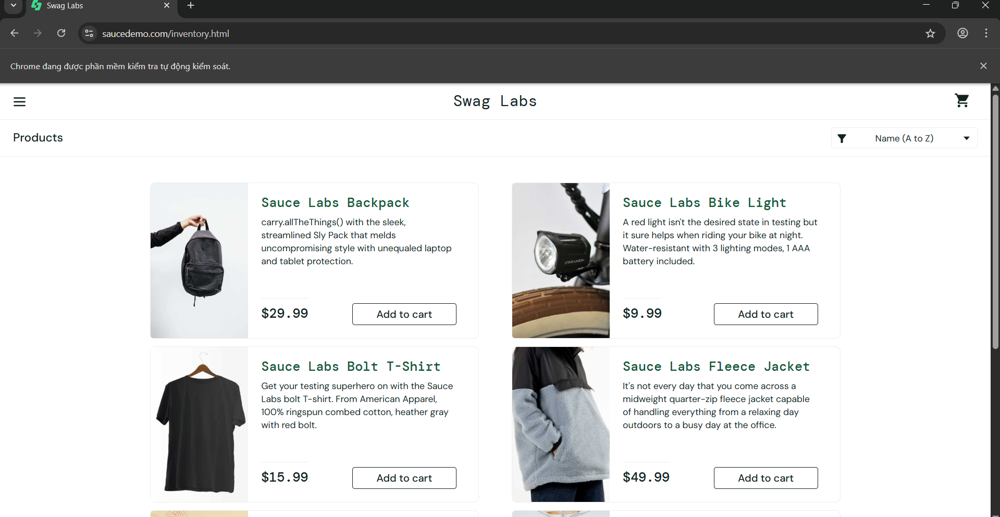 Swag Labs
saucedemo.com/inventory.html
Chrome đang được phần mềm kiểm tra tự động kiểm soát.
Swag Labs
Products
Name (A to Z)
Sauce Labs Backpack
carry.allTheThings() with the sleek,
streamlined Sly Pack that melds
uncompromising style with unequaled laptop
and tablet protection.
$29.99
Add to cart
Sauce Labs Bike Light
A red light isn't the desired state in testing but
it sure helps when riding your bike at night.
Water-resistant with 3 lighting modes, 1 AAA
battery included.
STAR UNION
$9.99
Add to cart
Sauce Labs Bolt T-Shirt
Get your testing superhero on with the Sauce
Labs bolt T-shirt. From American Apparel,
100% ringspun combed cotton, heather gray
with red bolt.
$15.99
Add to cart
Sauce Labs Fleece Jacket
It's not every day that you come across a
midweight quarter-zip fleece jacket capable
of handling everything from a relaxing day
outdoors to a busy day at the office.
$49.99
Add to cart